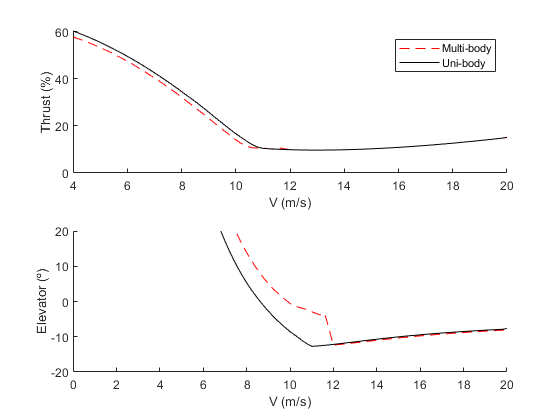 60
40
20
0
Thrust (%)
Multi-body
Uni-body
4 6 8 10 12 14 16 18 20
V (m/s)
20
10
0
-10
-20
Elevator (º)
0 2 4 6 8 10 12 14 16 18 20
V (m/s)